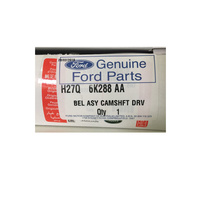 Ford
Genuine
Ford Parts
H27Q 6K288 AA
BEL ASY CAMSHFT DRV
Qty 1